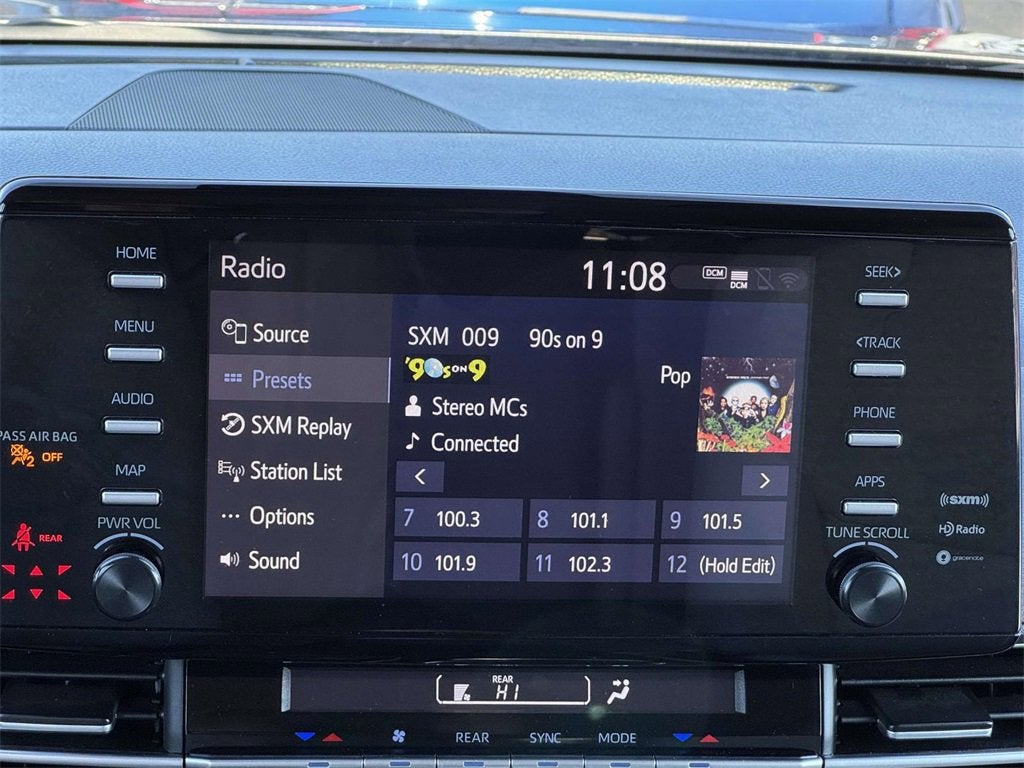 HOME
MENU
AUDIO
PASS AIR BAG
2 OFF
MAP
PWR VOL
REAR
Radio
11:08
DCM
DCM
Source
Presets
SXM Replay
Station List
Options
Sound
SXM 009 90s on 9
'90s ON 9
Pop
Stereo MCs
Connected
< >
7 100.3
8 101.1
9 101.5
10 101.9
11 102.3
12 (Hold Edit)
SEEK>
<TRACK
PHONE
APPS
TUNE SCROLL
((sxm))
HD Radio
gracenote
REAR
HI
REAR
SYNC
MODE